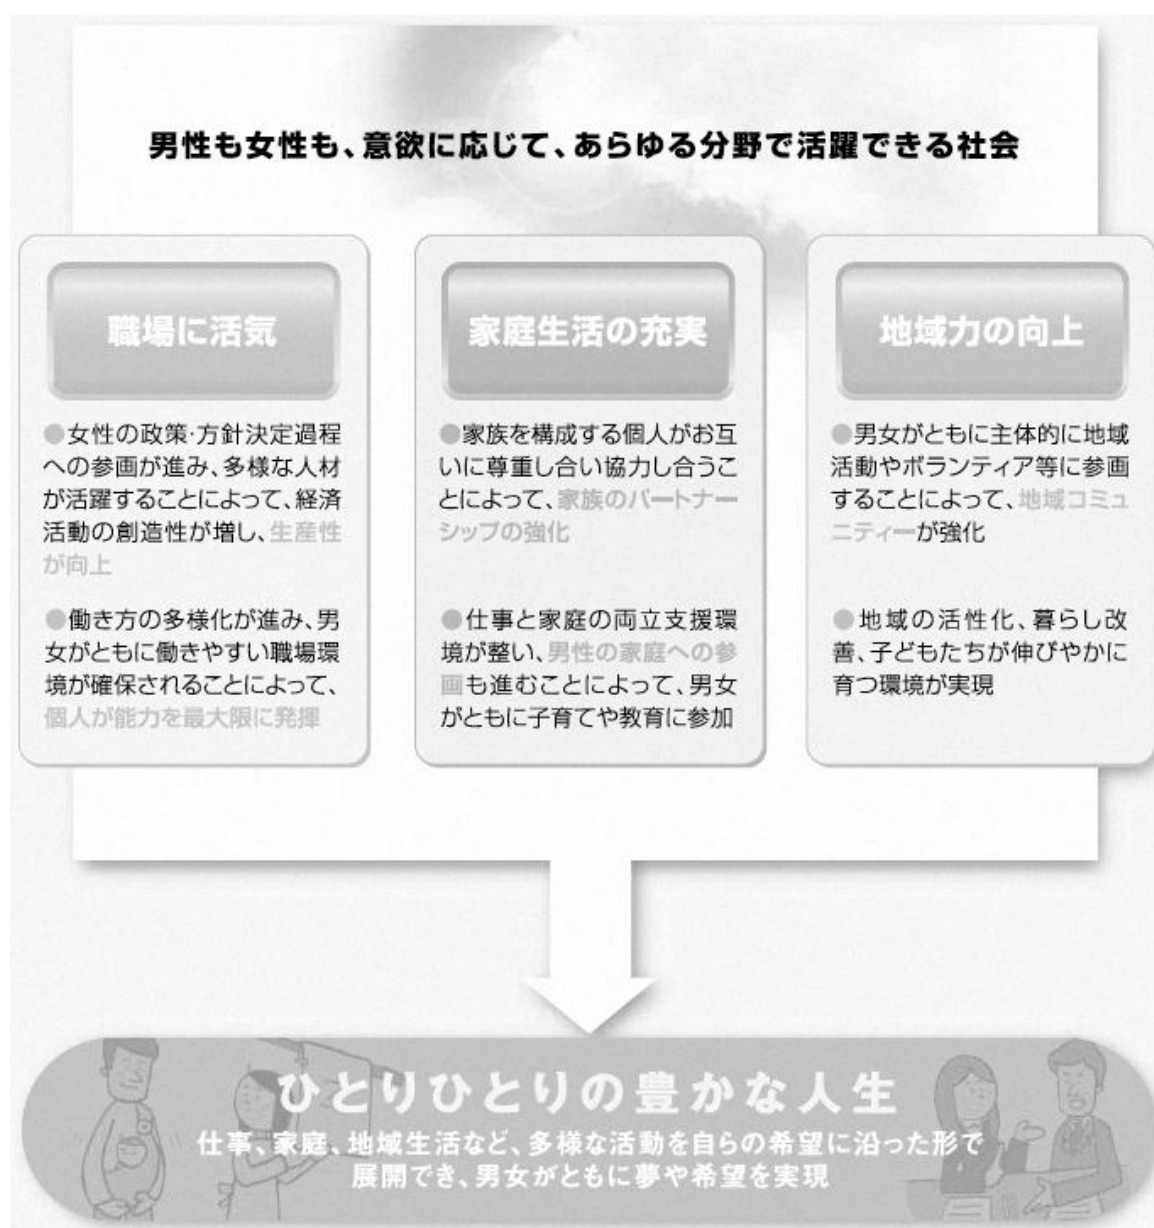 男性も女性も、意欲に応じて、あらゆる分野で活躍できる社会
職場に活気
●女性の政策・方針決定過程
への参画が進み、多様な人材
が活躍することによって、経済
活動の創造性が増し、生産性
が向上
●働き方の多様化が進み、男
女がともに働きやすい職場環
境が確保されることによって、
個人が能力を最大限に発揮
家庭生活の充実
●家族を構成する個人がお互
いに尊重し合い協力し合うこ
とによって、家族のパートナー
シップの強化
●仕事と家庭の両立支援環
境が整い、男性の家庭への参
画も進むことによって、男女
がともに子育てや教育に参加
地域力の向上
●男女がともに主体的に地域
活動やボランティア等に参画
することによって、地域コミュ
ニティーが強化
●地域の活性化、暮らし改
善、子どもたちが伸びやかに
育つ環境が実現
ひとりひとりの豊かな人生
仕事、家庭、地域生活など、多様な活動を自らの希望に沿った形で
展開でき、男女がともに夢や希望を実現